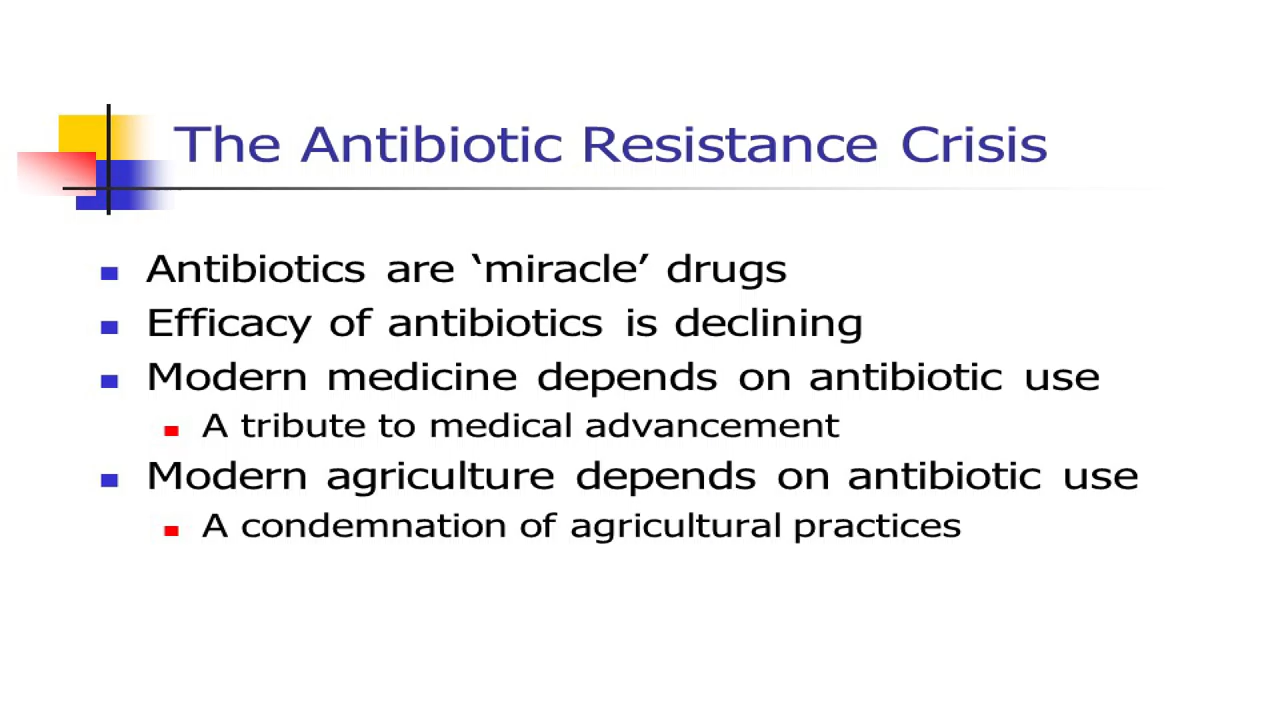 The Antibiotic Resistance Crisis
Antibiotics are ‘miracle’ drugs
Efficacy of antibiotics is declining
Modern medicine depends on antibiotic use
A tribute to medical advancement
Modern agriculture depends on antibiotic use
A condemnation of agricultural practices